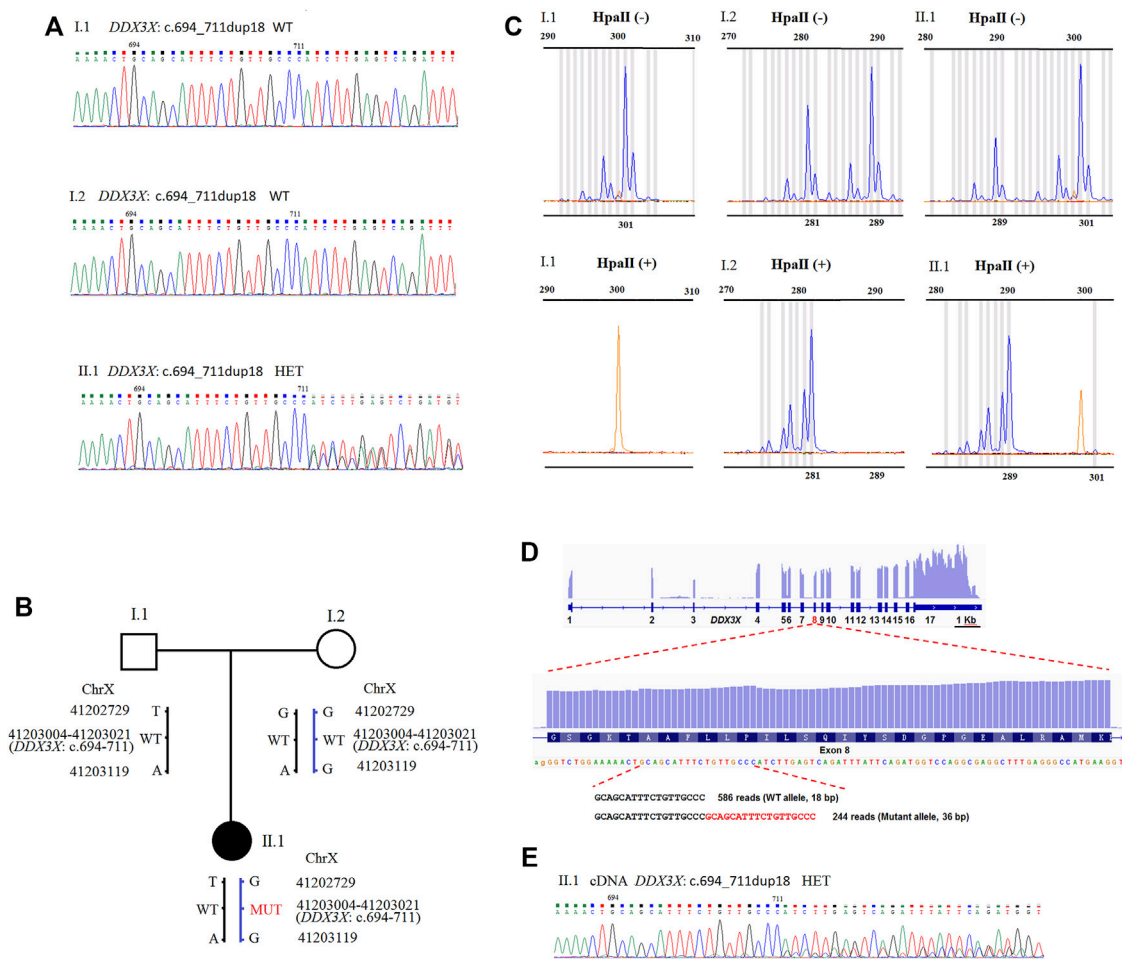 A
I.1 DDX3X: c.694_711dup18 WT
694 711
A A A A C T G C A G C A T T T C T G T T G C C C A T C T T G A G T C A G A T T T
I.2 DDX3X: c.694_711dup18 WT
694 711
A A A A C T G C A G C A T T T C T G T T G C C C A T C T T G A G T C A G A T T T
II.1 DDX3X: c.694_711dup18 HET
694 711
A A A A C T G C A G C A T T T C T G T T G C C C A T C T T G A G T C T G A T G T
B
I.1
I.2
ChrX
T 41202729
WT 41203004-41203021
(DDX3X: c.694-711)
A 41203119
ChrX
G G 41202729
WT WT 41203004-41203021
(DDX3X: c.694-711)
A G 41203119
II.1
ChrX
T G 41202729
WT MUT 41203004-41203021
(DDX3X: c.694-711)
A G 41203119
C
I.1 HpaII (-)
290 300 310
301
I.2 HpaII (-)
270 280 290
281 289
II.1 HpaII (-)
280 290 300
289 301
I.1 HpaII (+)
290 300 310
I.2 HpaII (+)
270 280 290
281 289
II.1 HpaII (+)
280 290 300
289 301
D
1 2 3 DDX3X 4 56 7 8 9 10 11 12 13 14 15 16 17 1 Kb
G S G K T A A F L L P I L S Q I Y S D G P G E A L R A M K
Exon 8
agGGTCTGGAAAAACTGCAGCATTTCTGTTGCCCATCTTGAGTCAGATTTATTCAGATGGTCCAGGCGAGGCTTTGAGGGCCATGAAGGT
GCAGCATTTCTGTTGCCC 586 reads (WT allele, 18 bp)
GCAGCATTTCTGTTGCCCGCAGCATTTCTGTTGCCC 244 reads (Mutant allele, 36 bp)
E
II.1 cDNA DDX3X: c.694_711dup18 HET
694 711
A A A A C T G C A G C A T T T C T G T T G C C C A T C T T G A G T C A G A T T T A T T C A G A T G G T